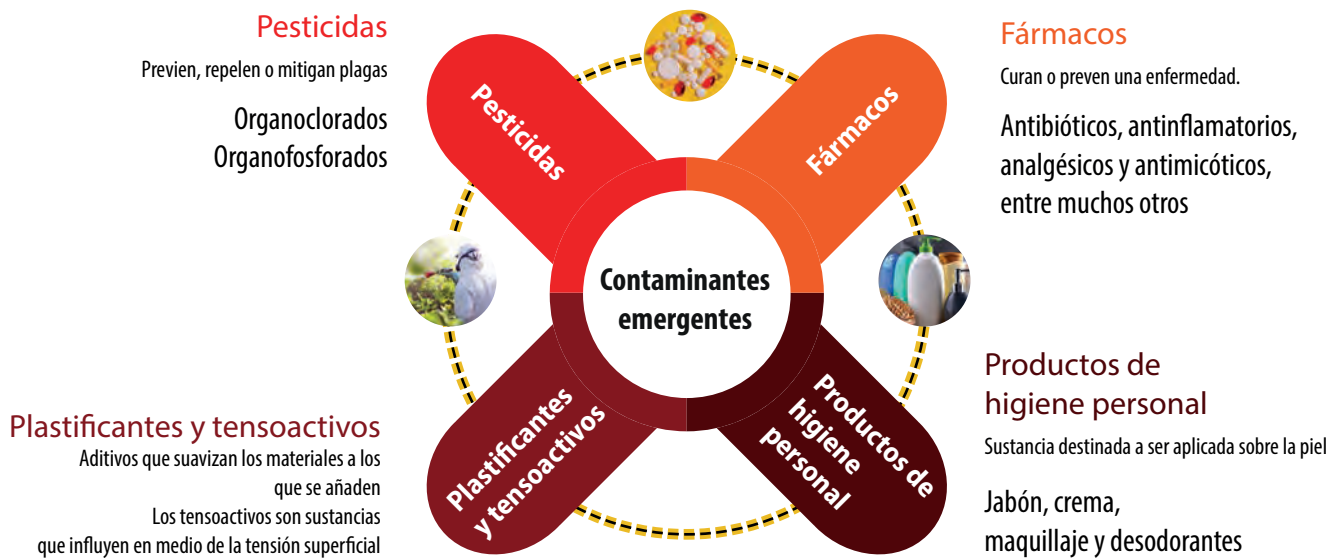 Pesticidas
Previen, repelen o mitigan plagas
Organoclorados
Organofosforados
Pesticidas
Fármacos
Fármacos
Curan o preven una enfermedad.
Antibióticos, antinflamatorios,
analgésicos y antimicóticos,
entre muchos otros
Contaminantes
emergentes
Plastificantes y tensoactivos
Aditivos que suavizan los materiales a los
que se añaden
Los tensoactivos son sustancias
que influyen en medio de la tensión superficial
Plastificantes
y tensoactivos
Productos de
higiene
personal
Productos de
higiene personal
Sustancia destinada a ser aplicada sobre la piel
Jabón, crema,
maquillaje y desodorantes